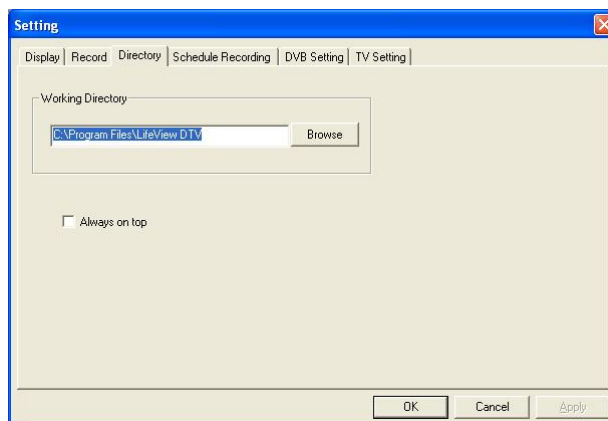 Setting
Display Record Directory Schedule Recording DVB Setting TV Setting
Working Directory
C:\Program Files\LifeView DTV Browse
Always on top
OK Cancel Apply